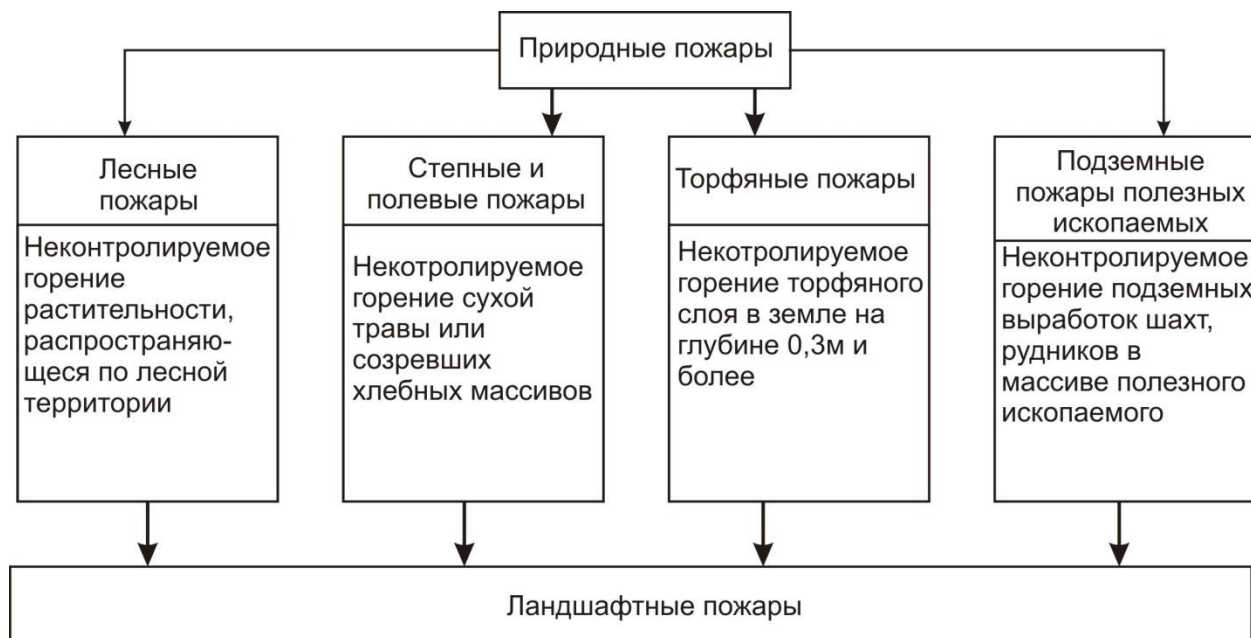 Природные пожары
Лесные
пожары
Неконтролируемое
горение
растительности,
распространяю-
щеся по лесной
территории
Степные и
полевые пожары
Некотролируемое
горение сухой
травы или
созревших
хлебных массивов
Торфяные пожары
Некотролируемое
горение торфяного
слоя в земле на
глубине 0,3м и
более
Подземные
пожары полезных
ископаемых
Неконтролируемое
горение подземных
выработок шахт,
рудников в
массиве полезного
ископаемого
Ландшафтные пожары